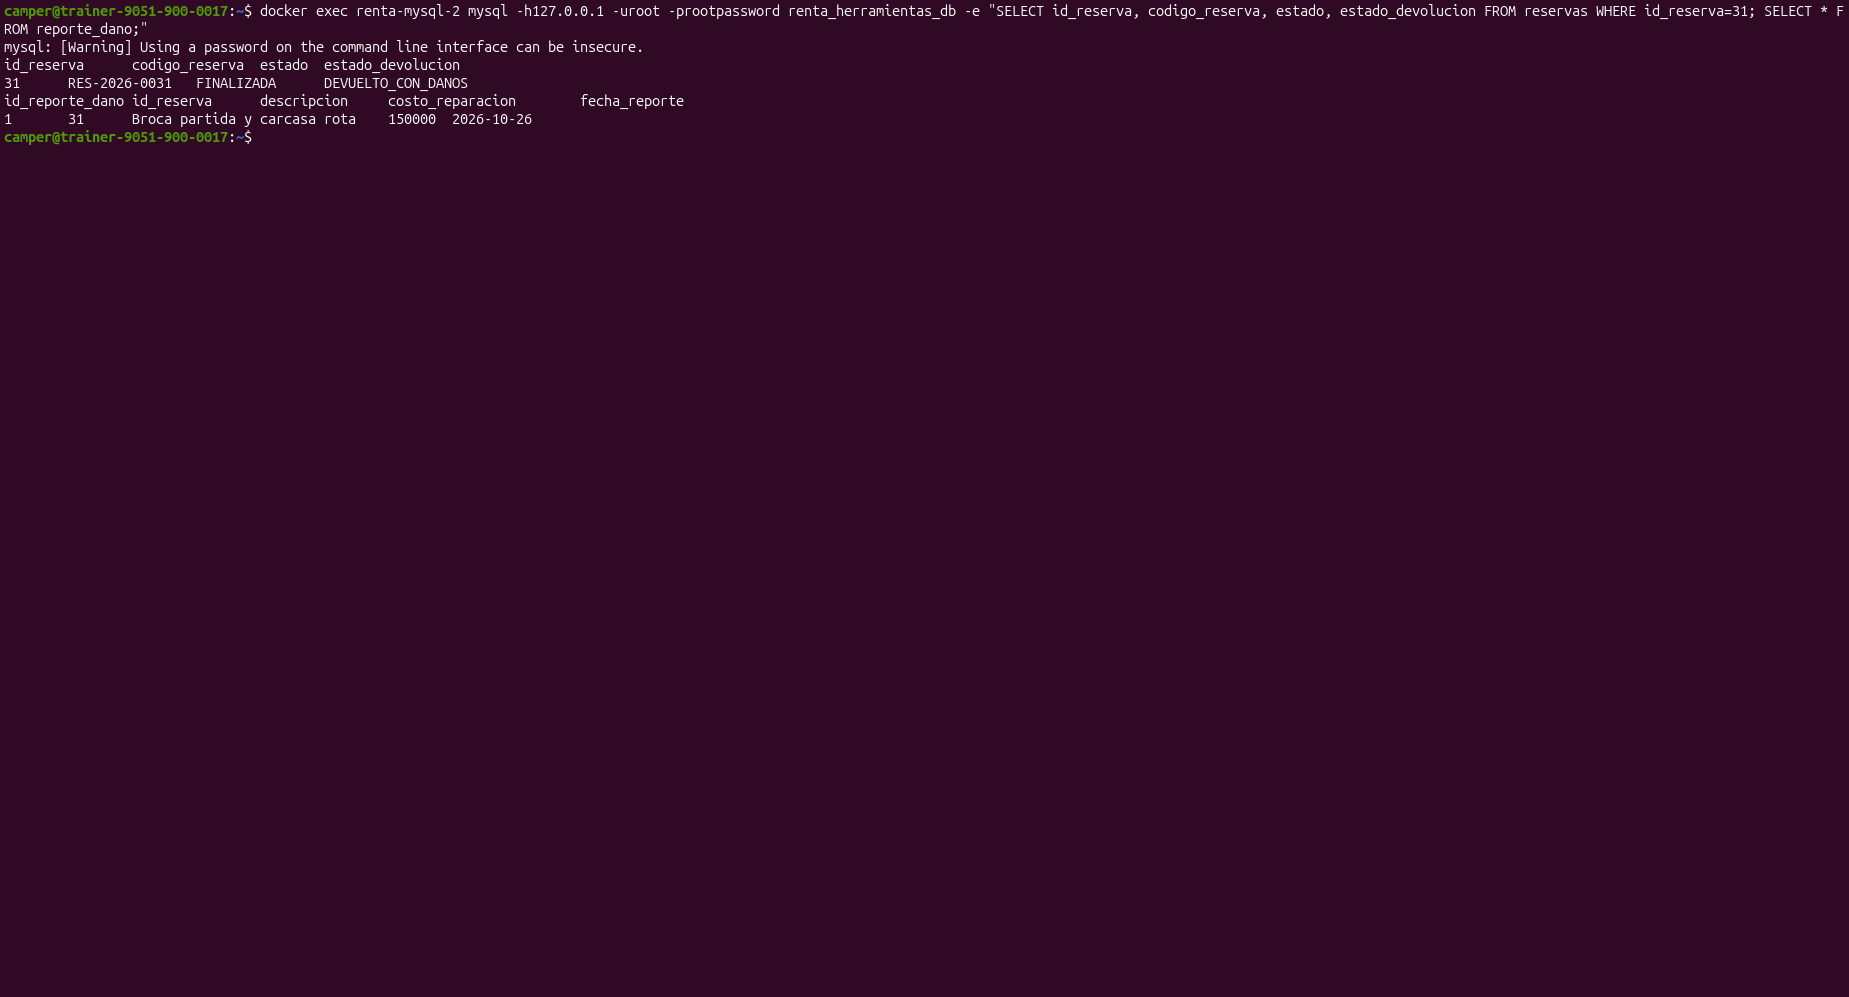 camper@trainer-9051-900-0017:~$ docker exec renta-mysql-2 mysql -h127.0.0.1 -uroot -prootpassword renta_herramientas_db -e "SELECT id_reserva, codigo_reserva, estado, estado_devolucion FROM reservas WHERE id_reserva=31; SELECT * F
ROM reporte_dano;"
mysql: [Warning] Using a password on the command line interface can be insecure.
id_reserva	codigo_reserva	estado	estado_devolucion
31	RES-2026-0031	FINALIZADA	DEVUELTO_CON_DANOS
id_reporte_dano	id_reserva	descripcion	costo_reparacion	fecha_reporte
1	31	Broca partida y carcasa rota	150000	2026-10-26
camper@trainer-9051-900-0017:~$